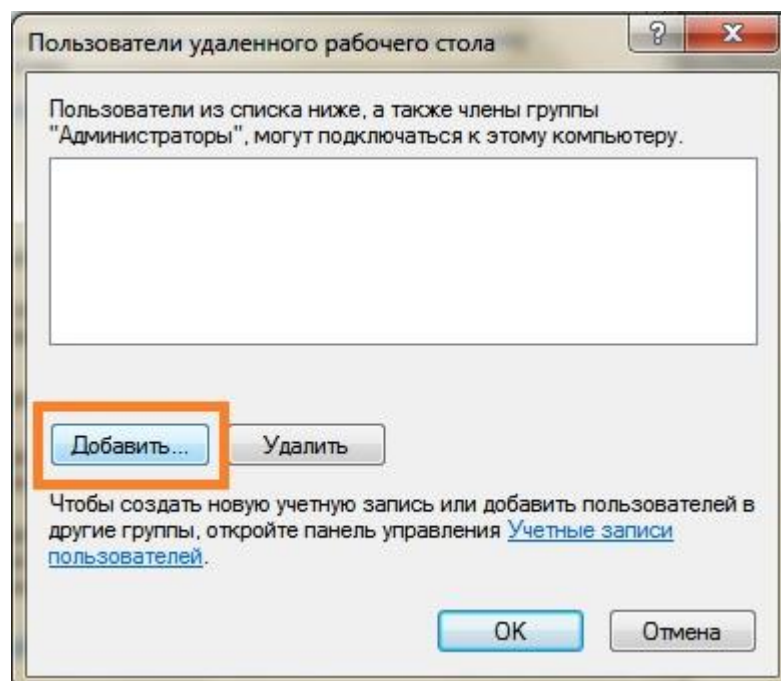 Пользователи удаленного рабочего стола
Пользователи из списка ниже, а также члены группы
"Администраторы", могут подключаться к этому компьютеру.
Добавить... Удалить
Чтобы создать новую учетную запись или добавить пользователей в
другие группы, откройте панель управления Учетные записи
пользователей.
OK Отмена